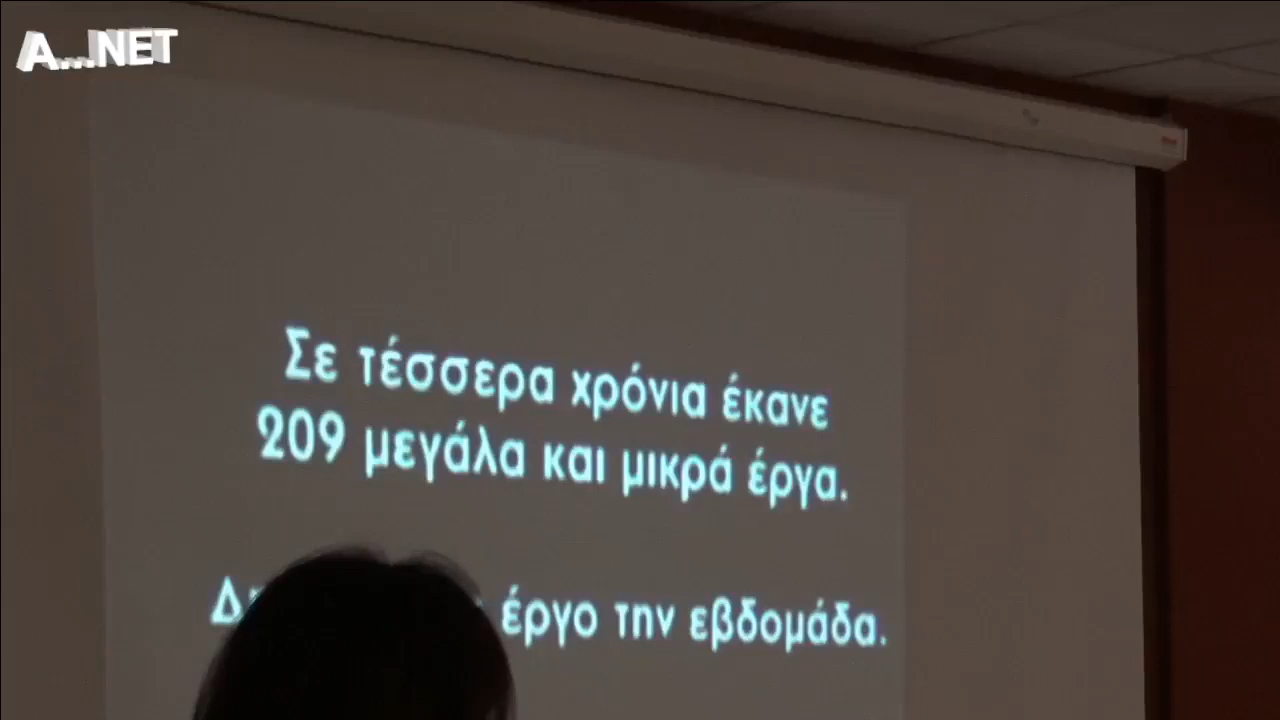 A...NET
Σε τέσσερα χρόνια έκανε
209 μεγάλα και μικρά έργα.
έργο την εβδομάδα.